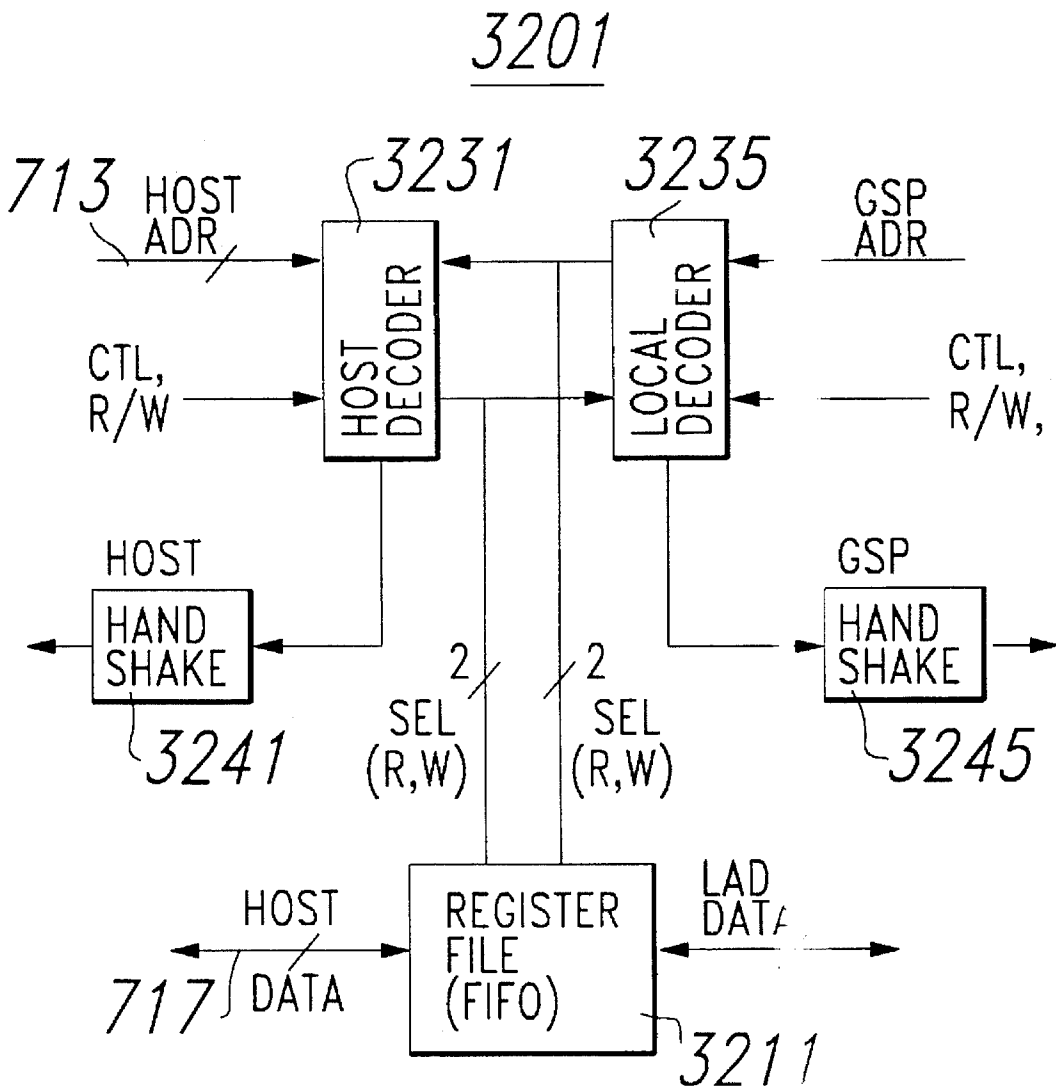 3201
3231
3235
713
HOST
ADR
GSP
ADR
HOST
DECODER
LOCAL
DECODER
CTL,
R/W
CTL,
R/W,
HOST
HAND
SHAKE
3241
GSP
HAND
SHAKE
3245
2
SEL
(R,W)
2
SEL
(R,W)
HOST
DATA
717
REGISTER
FILE
(FIFO)
LAD
DATA
3211